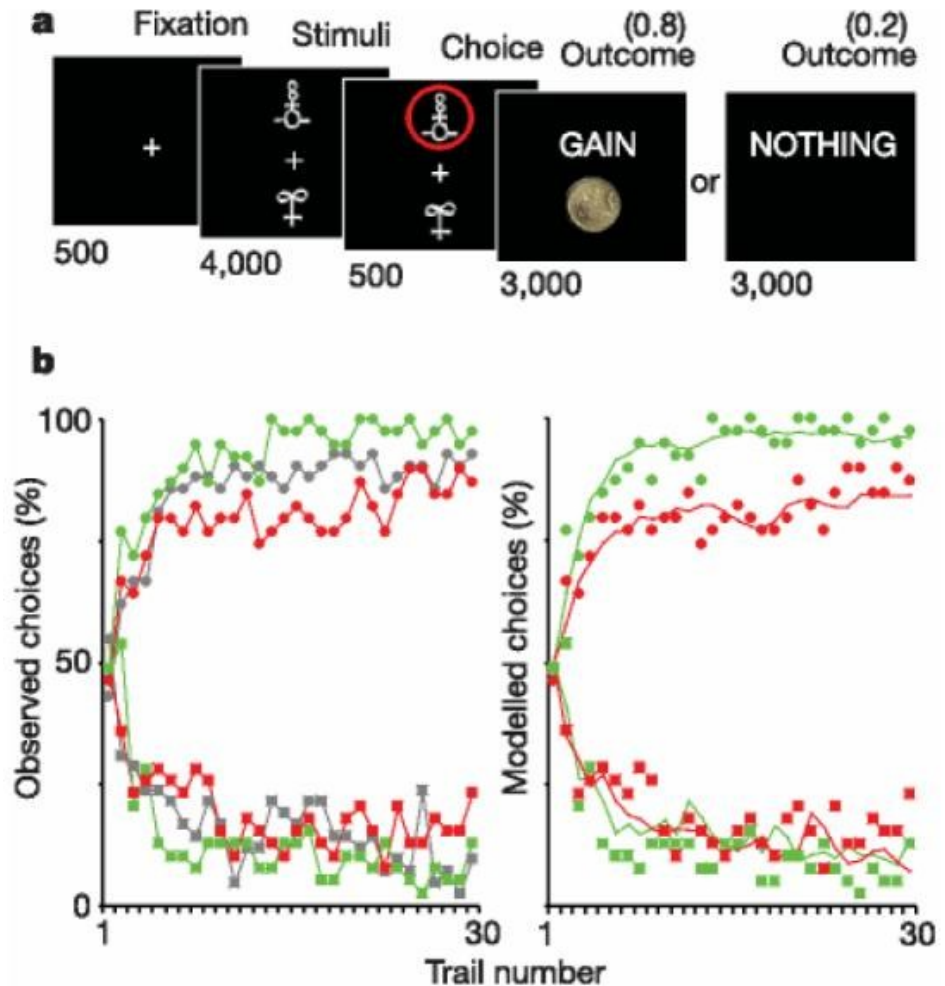 a
Fixation
Stimuli
Choice
(0.8)
Outcome
(0.2)
Outcome
+
+
+
GAIN
or
NOTHING
500
4,000
500
3,000
3,000
b
100
50
0
Observed choices (%)
1
30
Modelled choices (%)
1
30
Trail number